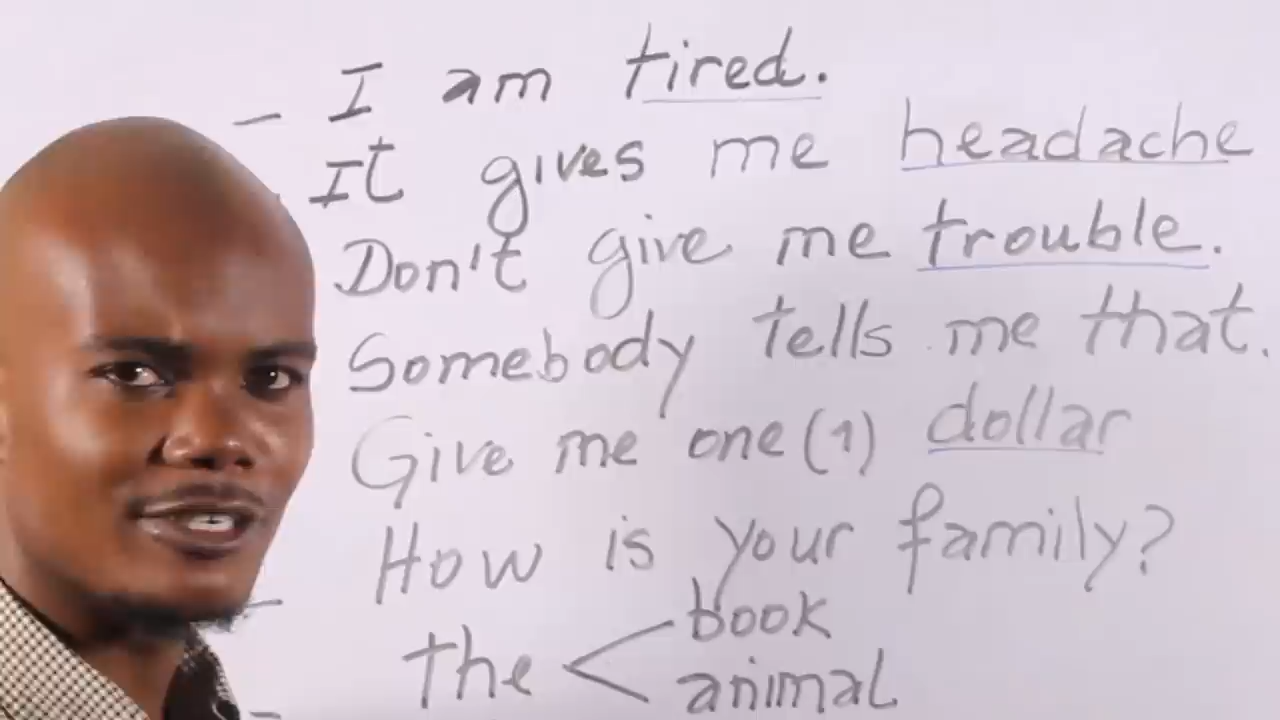 I am tired.
It gives me headache
Don't give me trouble.
Somebody tells me that.
Give me one (1) dollar
How is your family?
the < book
animal